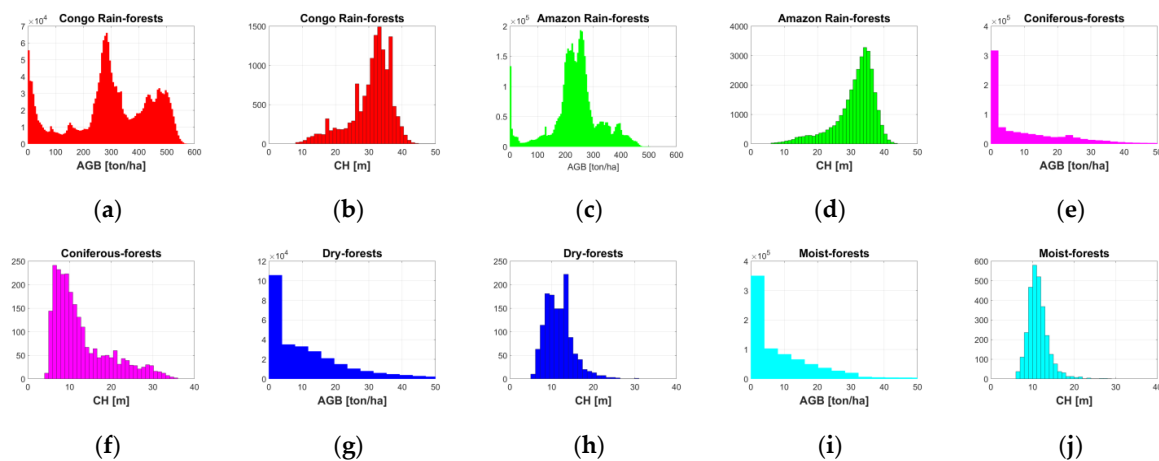 Congo Rain-forests
7 ×10^4
6
5
4
3
2
1
0
0 100 200 300 400 500 600
AGB [ton/ha]
(a)
Congo Rain-forests
1500
1000
500
0
0 10 20 30 40 50
CH [m]
(b)
Amazon Rain-forests
2 ×10^5
1.5
1
0.5
0
0 100 200 300 400 500 600
AGB [ton/ha]
(c)
Amazon Rain-forests
4000
3000
2000
1000
0
0 10 20 30 40 50
CH [m]
(d)
Coniferous-forests
4 ×10^5
3
2
1
0
0 10 20 30 40 50
AGB [ton/ha]
(e)
Coniferous-forests
250
200
150
100
50
0
0 10 20 30 40
CH [m]
(f)
Dry-forests
12 ×10^4
10
8
6
4
2
0
0 10 20 30 40 50
AGB [ton/ha]
(g)
Dry-forests
250
200
150
100
50
0
0 10 20 30 40
CH [m]
(h)
Moist-forests
4 ×10^5
3
2
1
0
0 10 20 30 40 50
AGB [ton/ha]
(i)
Moist-forests
600
500
400
300
200
100
0
0 10 20 30 40
CH [m]
(j)